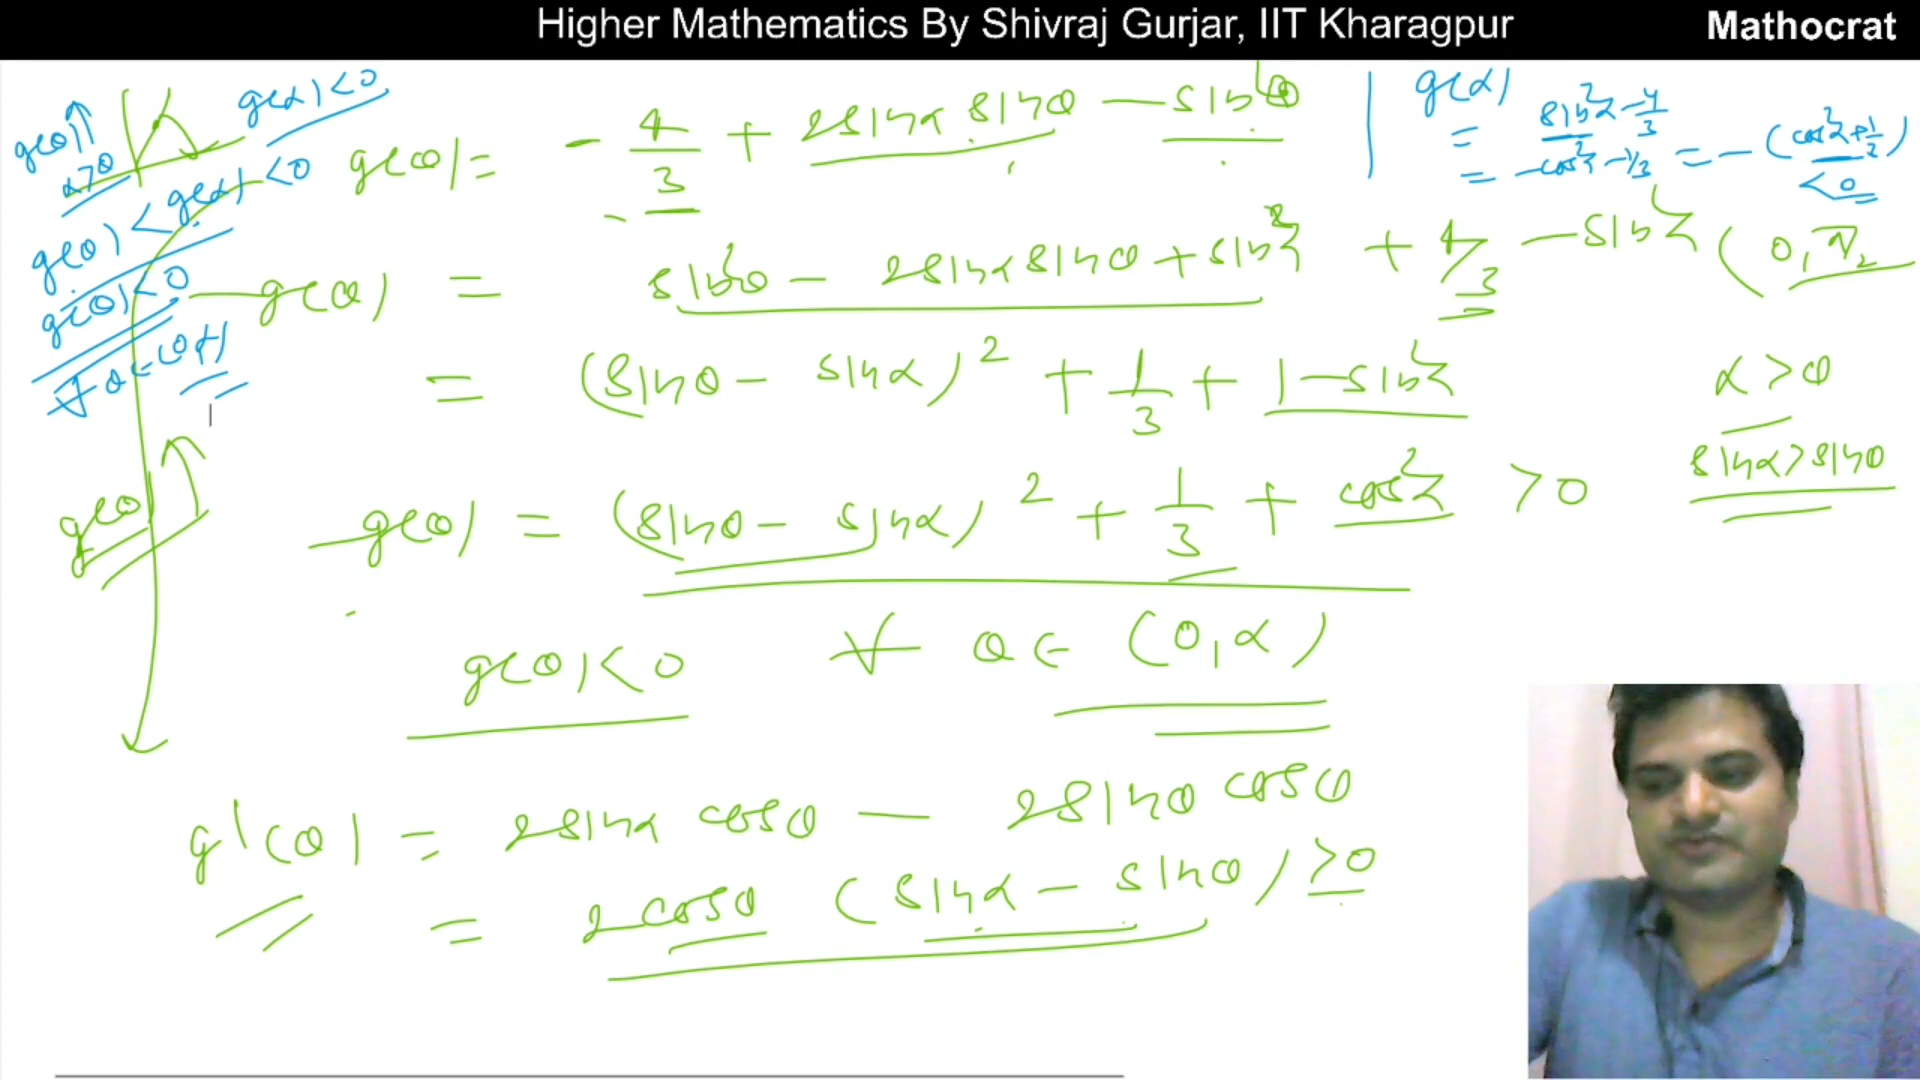 Higher Mathematics By Shivraj Gurjar, IIT Kharagpur
Mathocrat
g(θ)↑
α>θ
g(α)<0
g(θ)<g(α)<0
g(θ)<0
∀ θ∈(0,α)
g(θ) = -4/3 + 2sinα sinθ - sin²θ
g(α)
= sin²α - 4/3
= -cos²α - 1/3 = -(cos²α + 1/2)
<0
-g(θ) = sin²θ - 2sinα sinθ + sin²α + 4/3 - sin²α
(0, π/2
= (sinθ - sinα)² + 1/3 + 1 - sin²α
α>θ
sinα>sinθ
g(θ)
-g(θ) = (sinθ - sinα)² + 1/3 + cos²α >0
g(θ)<0 ∀ θ∈ (0,α)
g'(θ) = 2sinα cosθ - 2sinθ cosθ
= 2cosθ (sinα - sinθ) >0